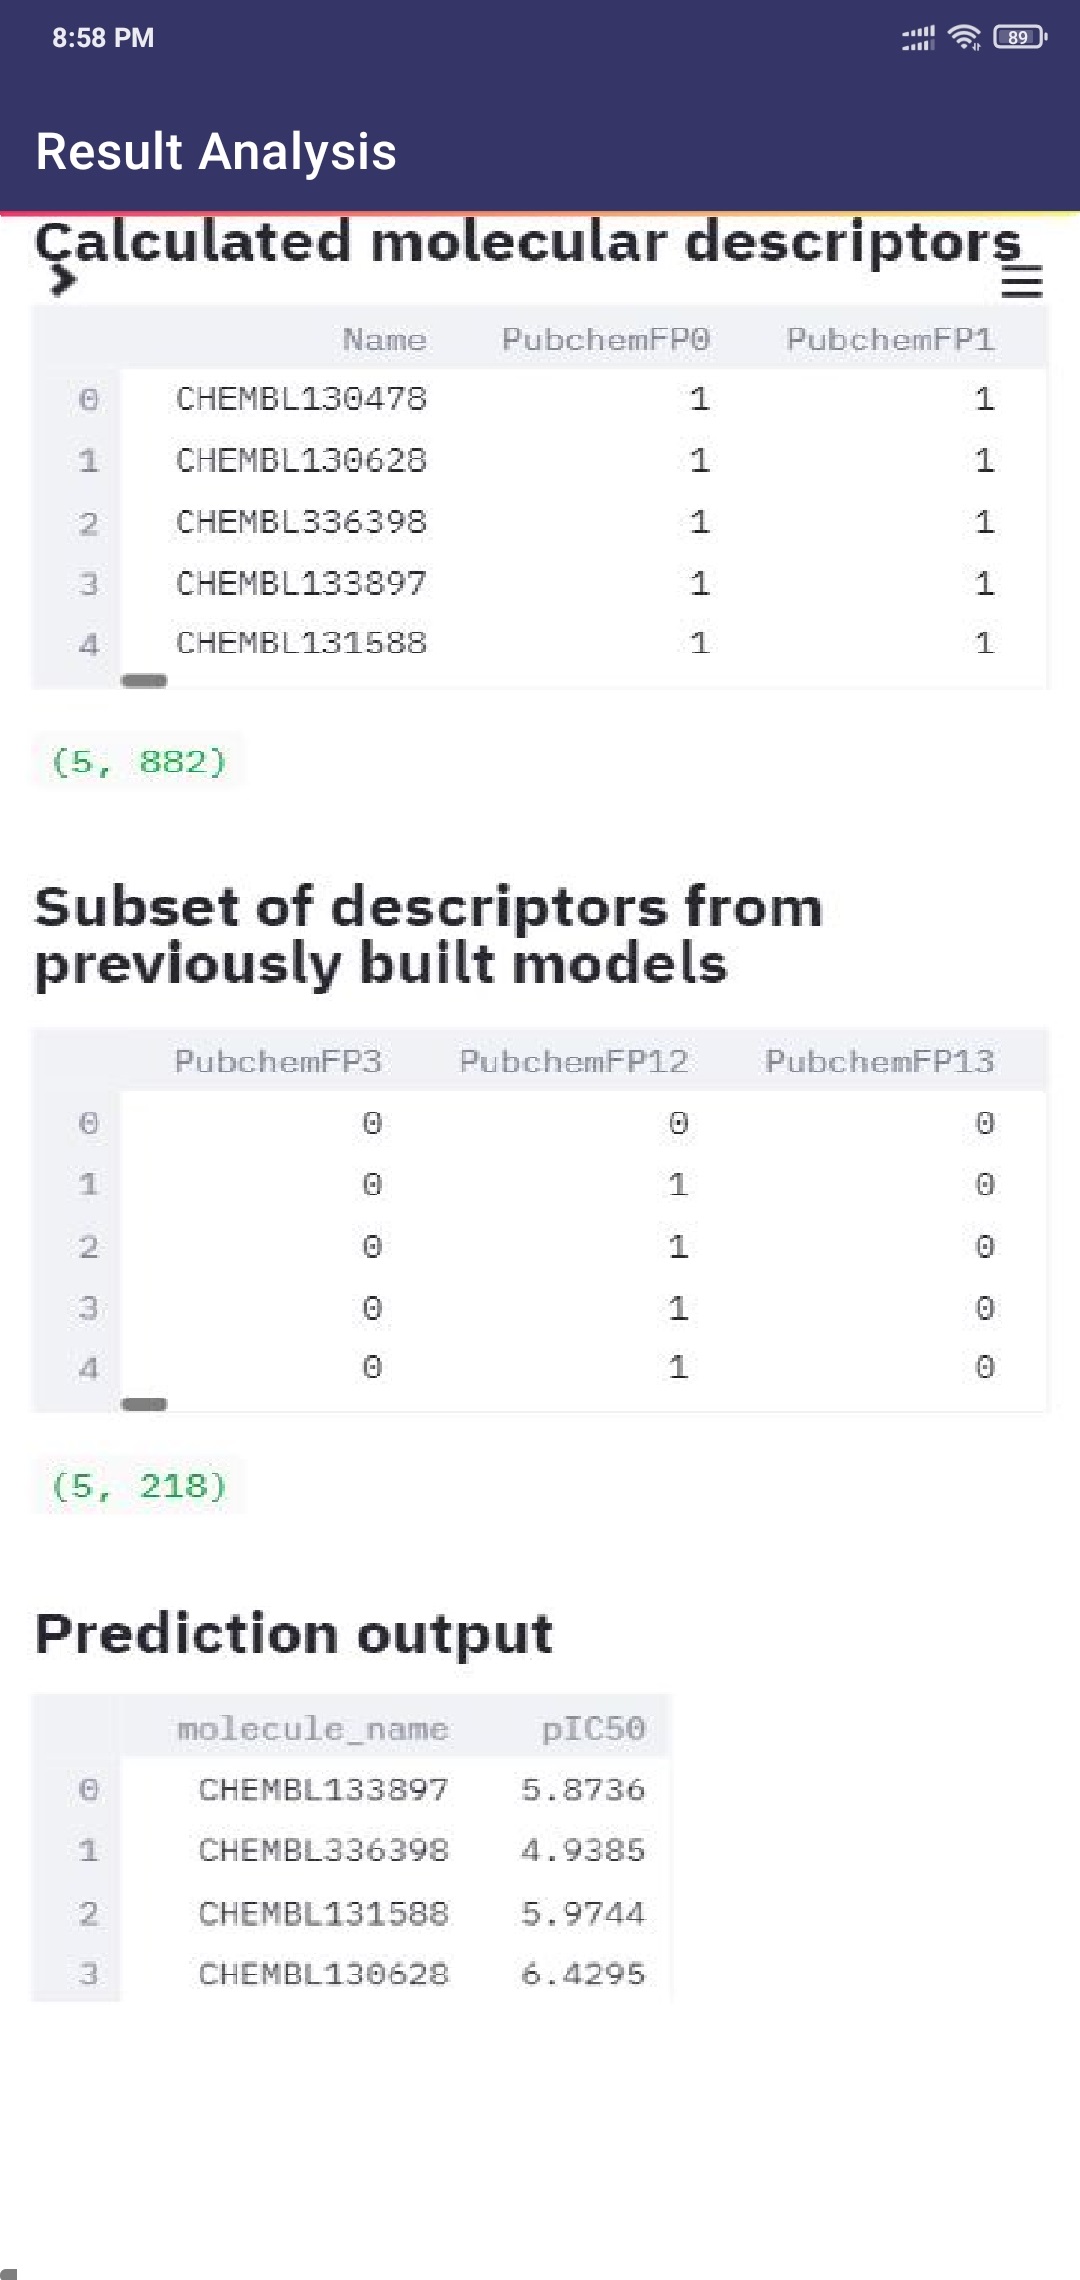 8:58 PM 89
Result Analysis
Calculated molecular descriptors
Name PubchemFP0 PubchemFP1
0 CHEMBL130478 1 1
1 CHEMBL130628 1 1
2 CHEMBL336398 1 1
3 CHEMBL133897 1 1
4 CHEMBL131588 1 1
(5, 882)
Subset of descriptors from
previously built models
PubchemFP3 PubchemFP12 PubchemFP13
0 0 0 0
1 0 1 0
2 0 1 0
3 0 1 0
4 0 1 0
(5, 218)
Prediction output
molecule_name pIC50
0 CHEMBL133897 5.8736
1 CHEMBL336398 4.9385
2 CHEMBL131588 5.9744
3 CHEMBL130628 6.4295